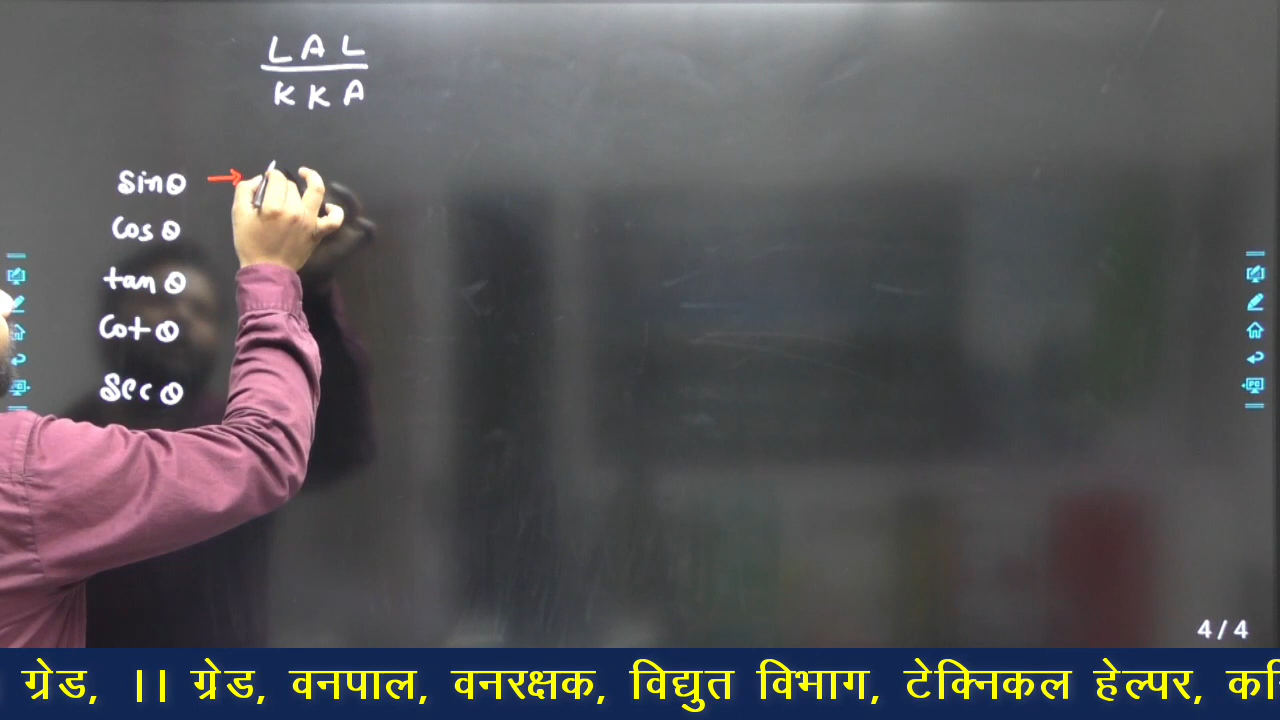 LAL
KKA
sinθ →
cosθ
tanθ
cotθ
secθ
4/4
ग्रेड, ।। ग्रेड, वनपाल, वनरक्षक, विद्युत विभाग, टेक्निकल हेल्पर,